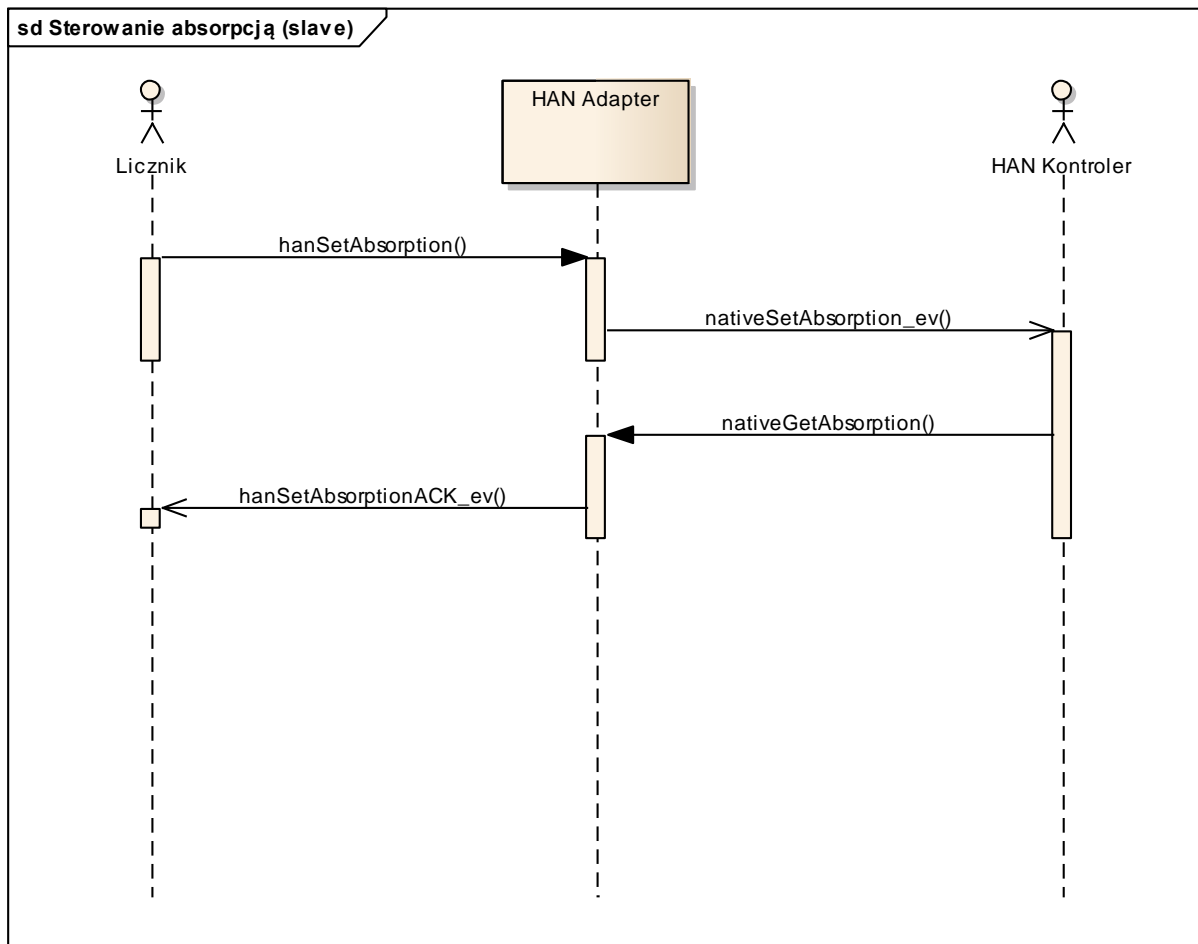 sd Sterowanie absorpcją (slave)
HAN Adapter
Licznik
HAN Kontroler
hanSetAbsorption()
nativeSetAbsorption_ev()
nativeGetAbsorption()
hanSetAbsorptionACK_ev()